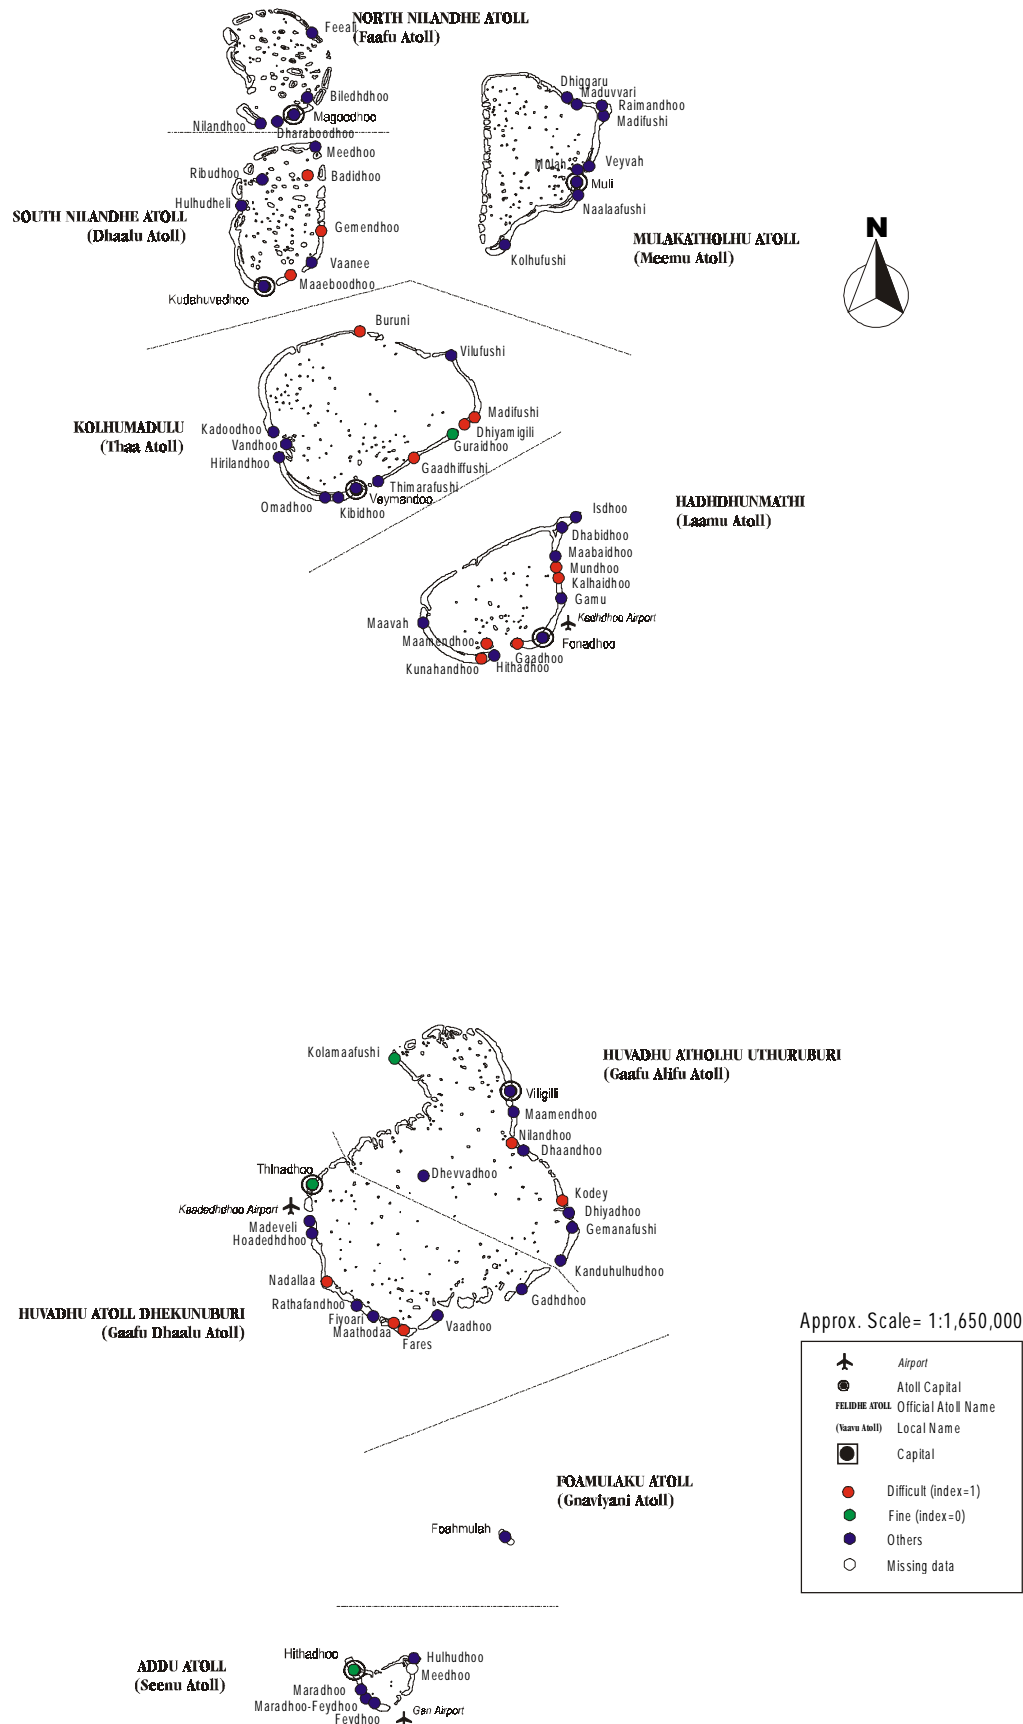 NORTH NILANDHE ATOLL
(Faafu Atoll)
Feeali
Biledhdhoo
Magoodhoo
Nilandhoo
Dharaboodhoo
Meedhoo
Ribudhoo
Badidhoo
Hulhudheli
SOUTH NILANDHE ATOLL
(Dhaalu Atoll)
Gemendhoo
Vaanee
Maaeboodhoo
Kudahuvadhoo
Dhiggaru
Maduvvari
Raimandhoo
Madifushi
Molah
Veyvah
Muli
Naalaafushi
MULAKATHOLHU ATOLL
(Meemu Atoll)
Kolhufushi
N
Buruni
Vilufushi
KOLHUMADULU
(Thaa Atoll)
Madifushi
Dhiyamigili
Guraidhoo
Kadoodhoo
Vandhoo
Hirilandhoo
Gaadhiffushi
Thimarafushi
Veymandoo
Omadhoo
Kibidhoo
HADHDHUNMATHI
(Laamu Atoll)
Isdhoo
Dhabidhoo
Maabaidhoo
Mundhoo
Kalhaidhoo
Gamu
Kadhdhoo Airport
Maavah
Maamendhoo
Fonadhoo
Gaadhoo
Kunahandhoo
Hithadhoo
Kolamaafushi
HUVADHU ATHOLHU UTHURUBURI
(Gaafu Alifu Atoll)
Viligilli
Maamendhoo
Nilandhoo
Dhaandhoo
Thinadhoo
Dhevvadhoo
Kodey
Kaadedhdhoo Airport
Dhiyadhoo
Madeveli
Gemanafushi
Hoadedhdhoo
Kanduhulhudhoo
Nadallaa
Gadhdhoo
HUVADHU ATOLL DHEKUNUBURI
(Gaafu Dhaalu Atoll)
Rathafandhoo
Fiyoari
Maathodaa
Vaadhoo
Fares
Approx. Scale= 1:1,650,000
Airport
Atoll Capital
FELIDHE ATOLL Official Atoll Name
(Vaavu Atoll) Local Name
Capital
Difficult (index=1)
Fine (index=0)
Others
Missing data
FOAMULAKU ATOLL
(Gnaviyani Atoll)
Foahmulah
ADDU ATOLL
(Seenu Atoll)
Hithadhoo
Hulhudhoo
Meedhoo
Maradhoo
Maradhoo-Feydhoo
Feydhoo
Gan Airport